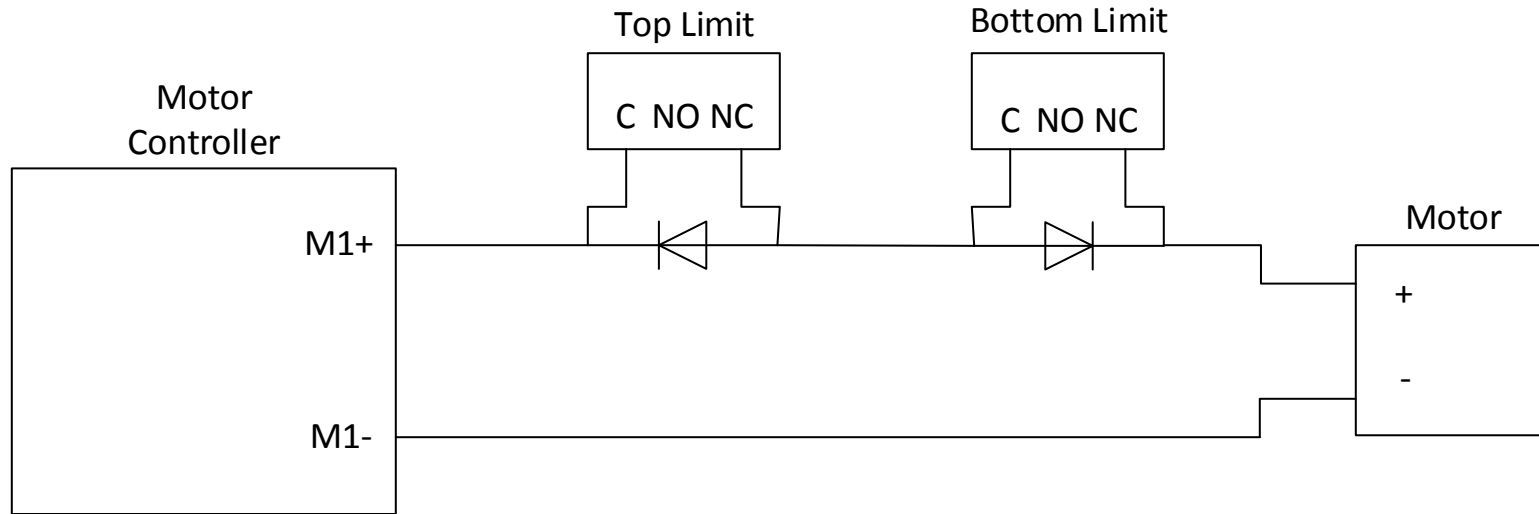 Top Limit
Bottom Limit
Motor
Controller
C NO NC
C NO NC
Motor
M1+
+
-
M1-